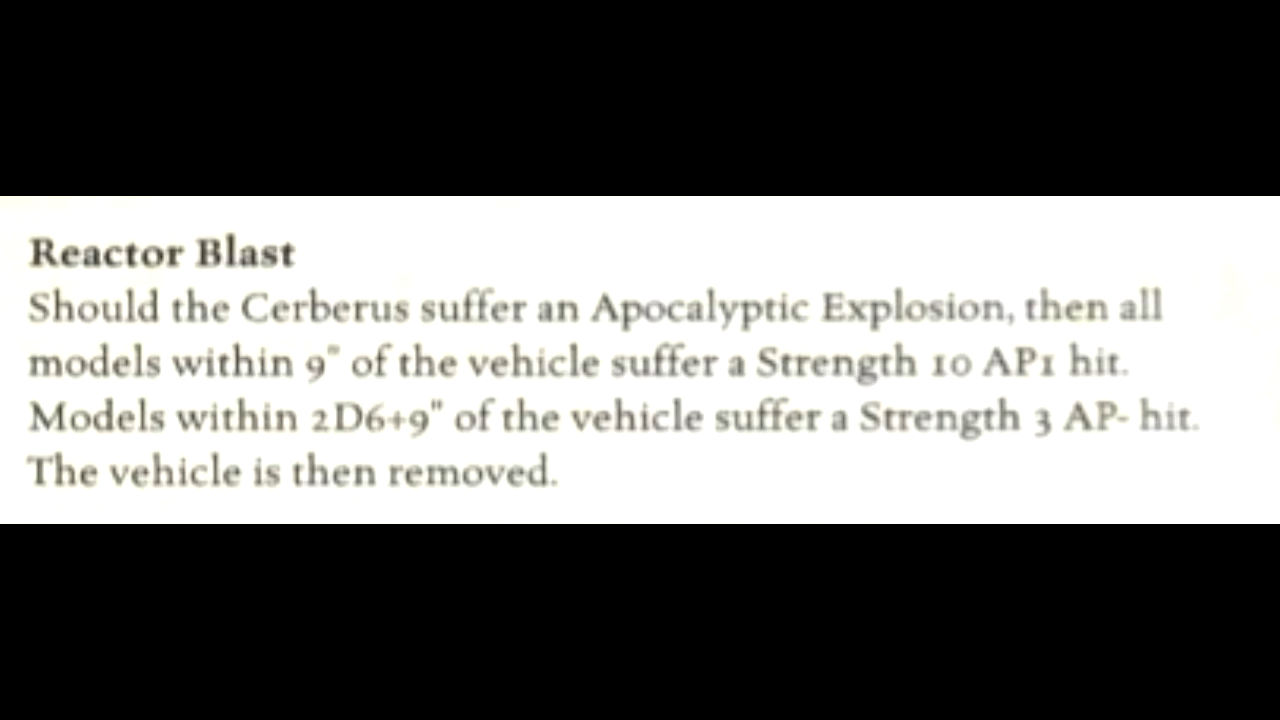 Reactor Blast
Should the Cerberus suffer an Apocalyptic Explosion, then all
models within 9" of the vehicle suffer a Strength 10 AP1 hit.
Models within 2D6+9" of the vehicle suffer a Strength 3 AP- hit.
The vehicle is then removed.